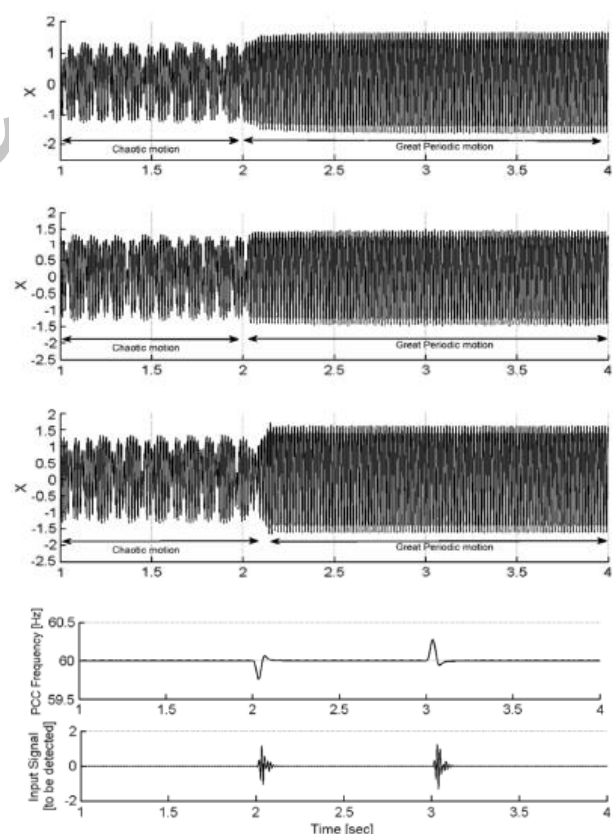 2
1
0
-1
-2
X
Chaotic motion
Great Periodic motion
1 1.5 2 2.5 3 3.5 4
2
1.5
1
0.5
0
-0.5
-1
-1.5
-2
-2.5
X
Chaotic motion
Great Periodic motion
1 1.5 2 2.5 3 3.5 4
2
1.5
1
0.5
0
-0.5
-1
-1.5
-2
-2.5
X
Chaotic motion
Great Periodic motion
1 1.5 2 2.5 3 3.5 4
PCC Frequency [Hz]
60.5
60
59.5
1 1.5 2 2.5 3 3.5 4
Input Signal
[to be detected]
2
0
-2
1 1.5 2 2.5 3 3.5 4
Time [sec]